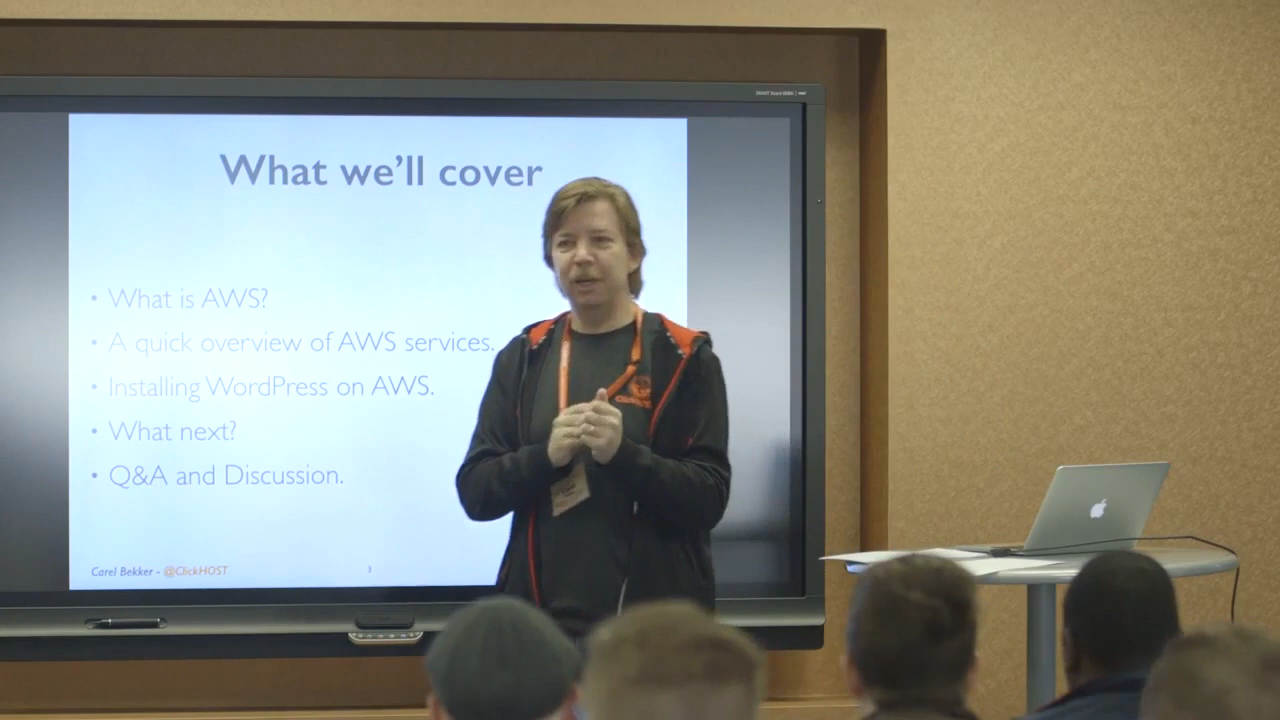 What we'll cover
• What is AWS?
• A quick overview of AWS services.
• Installing WordPress on AWS.
• What next?
• Q&A and Discussion.
Carel Bekker - @ClickHOST
3